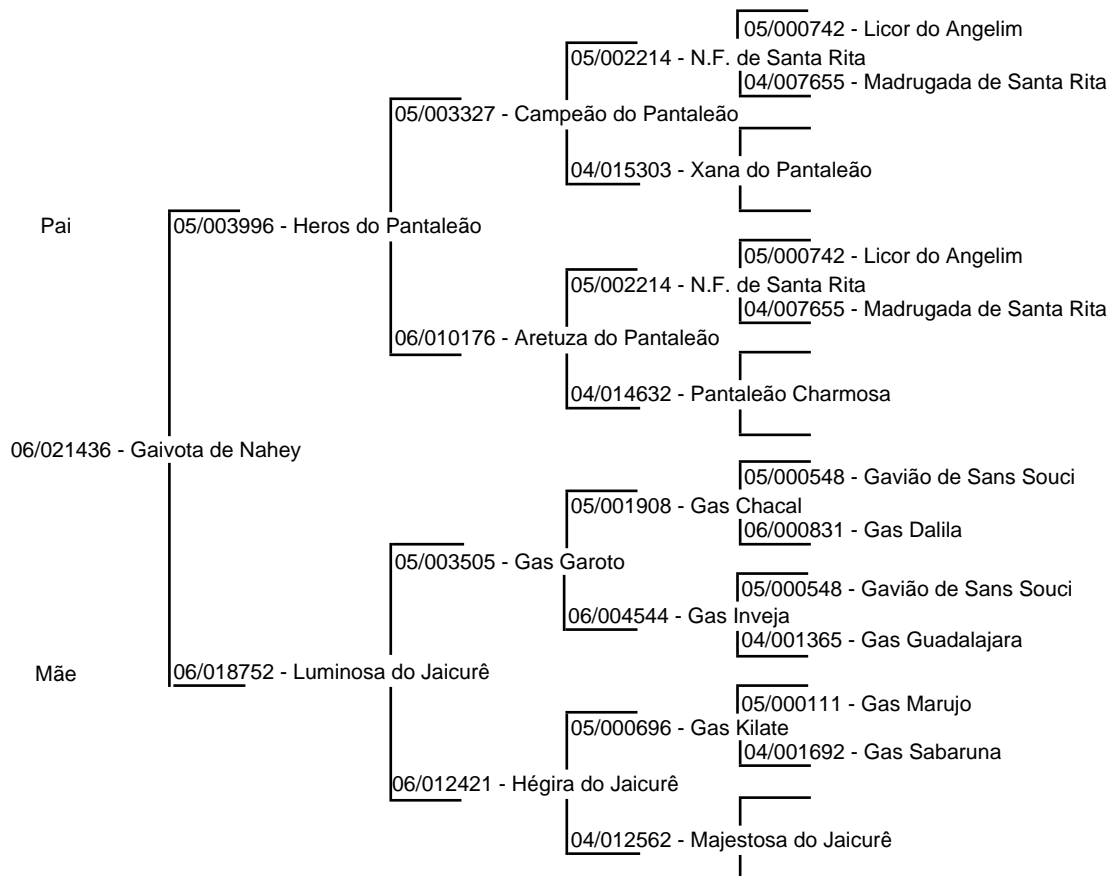 05/000742 - Licor do Angelim
05/002214 - N.F. de Santa Rita
04/007655 - Madrugada de Santa Rita
05/003327 - Campeão do Pantaleão
04/015303 - Xana do Pantaleão
Pai
05/003996 - Heros do Pantaleão
05/000742 - Licor do Angelim
05/002214 - N.F. de Santa Rita
04/007655 - Madrugada de Santa Rita
06/010176 - Aretuza do Pantaleão
04/014632 - Pantaleão Charmosa
06/021436 - Gaivota de Nahey
05/000548 - Gavião de Sans Souci
05/001908 - Gas Chacal
06/000831 - Gas Dalila
05/003505 - Gas Garoto
05/000548 - Gavião de Sans Souci
06/004544 - Gas Inveja
04/001365 - Gas Guadalajara
Mãe
06/018752 - Luminosa do Jaicurê
05/000111 - Gas Marujo
05/000696 - Gas Kilate
04/001692 - Gas Sabaruna
06/012421 - Hégira do Jaicurê
04/012562 - Majestosa do Jaicurê